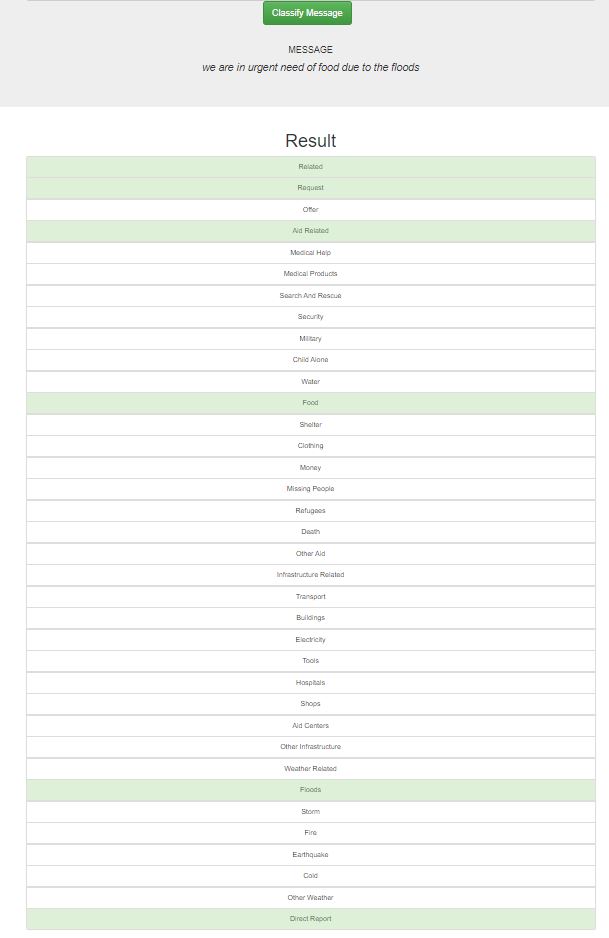 Classify Message
MESSAGE
we are in urgent need of food due to the floods
Result
Related
Request
Offer
Aid Related
Medical Help
Medical Products
Search And Rescue
Security
Military
Child Alone
Water
Food
Shelter
Clothing
Money
Missing People
Refugees
Death
Other Aid
Infrastructure Related
Transport
Buildings
Electricity
Tools
Hospitals
Shops
Aid Centers
Other Infrastructure
Weather Related
Floods
Storm
Fire
Earthquake
Cold
Other Weather
Direct Report